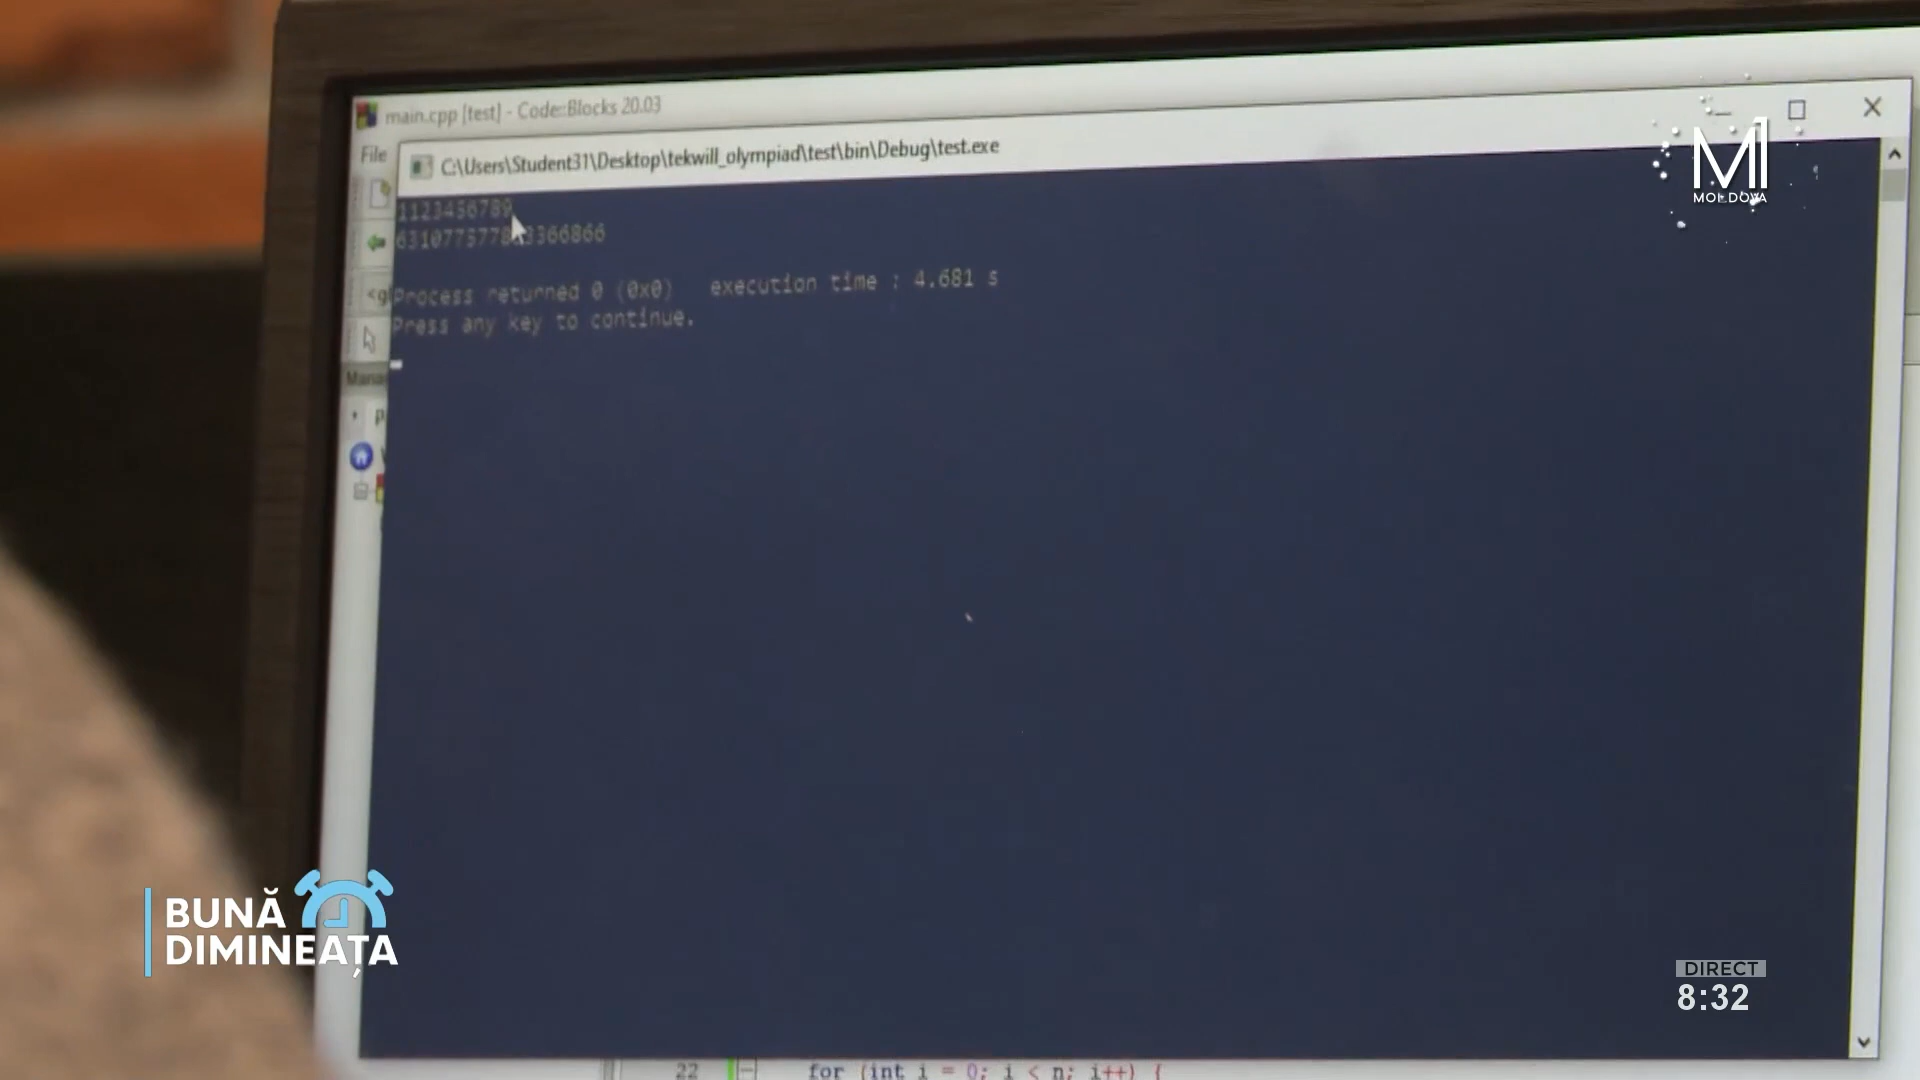 main.cpp [test] - Code::Blocks 20.03
File
C:\Users\Student31\Desktop\tekwill_olympiad\test\bin\Debug\test.exe
M1
MOLDOVA
1123456789
Process returned 0 (0x0)   execution time : 4.681 s
Press any key to continue.
BUNĂ
DIMINEAȚA
DIRECT
8:32
22 for (int i = 0; i < n; i++) {